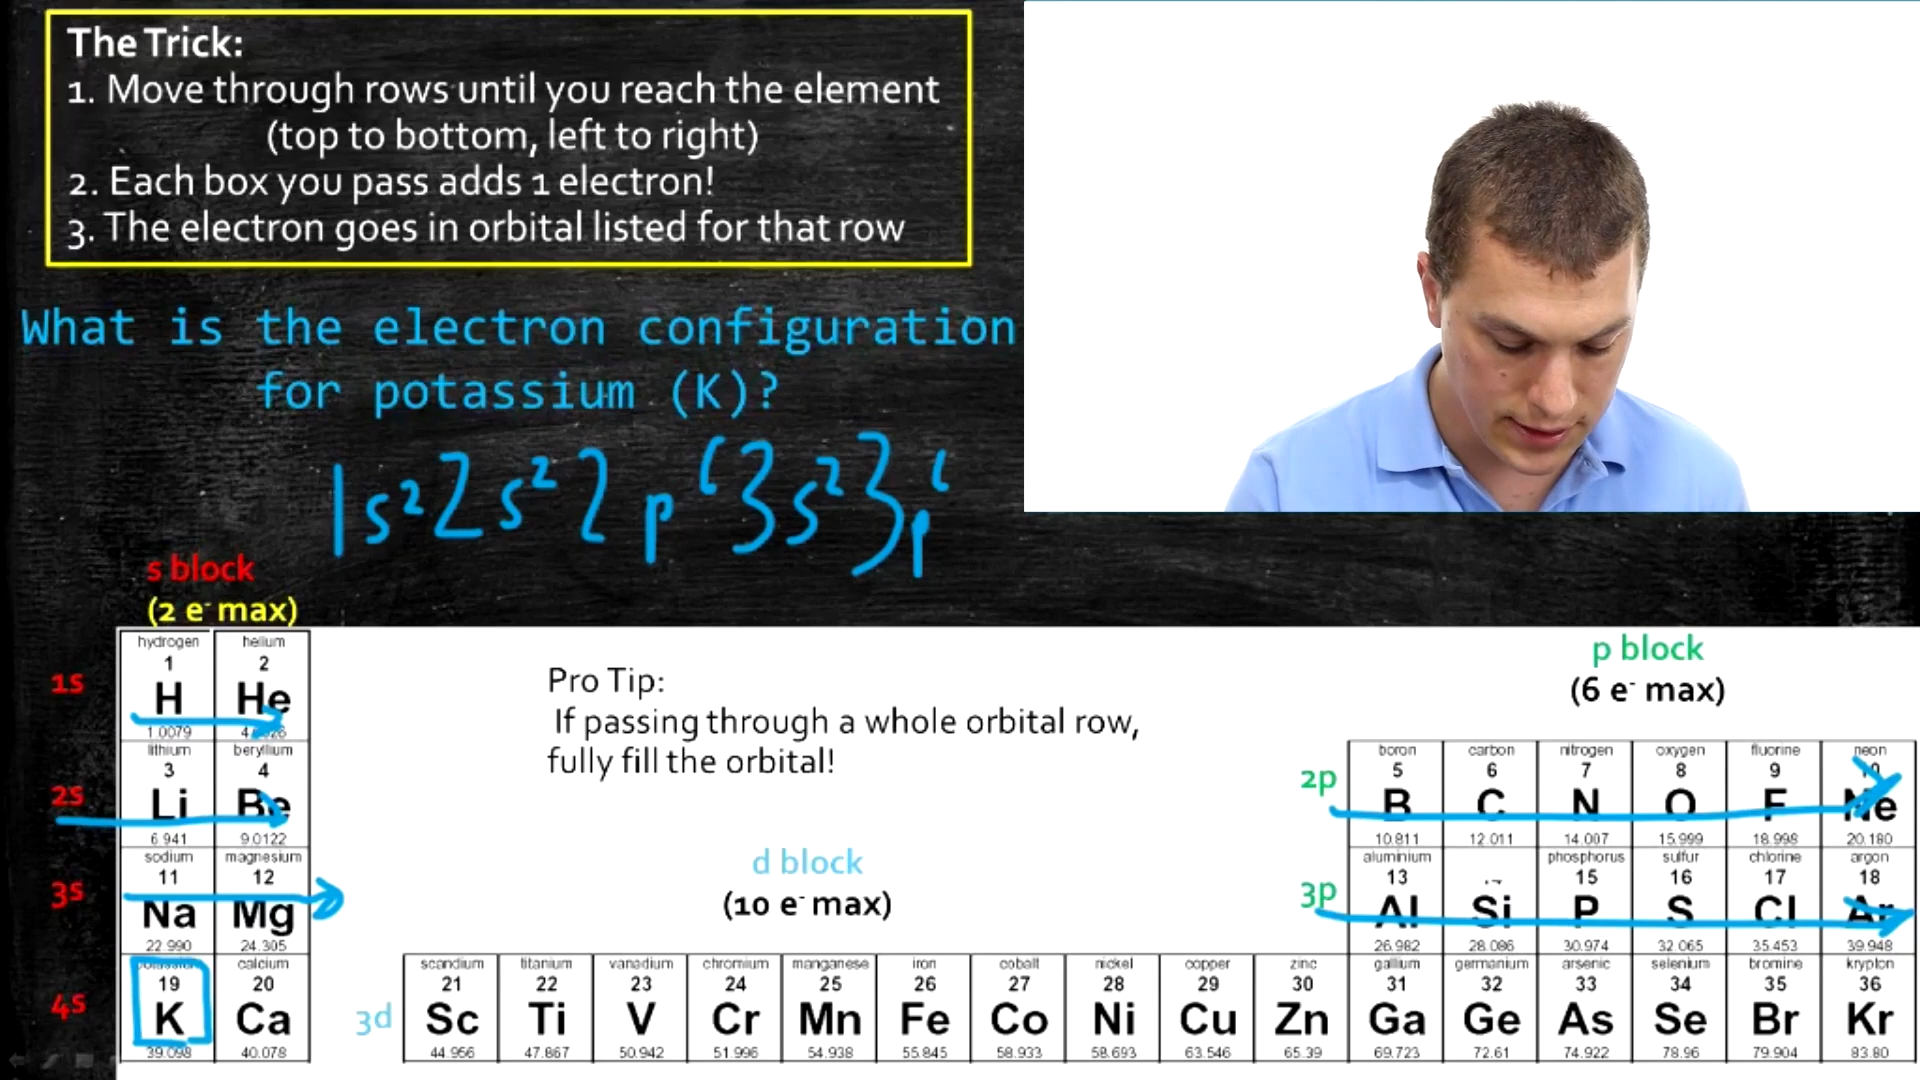 The Trick:
1. Move through rows until you reach the element
(top to bottom, left to right)
2. Each box you pass adds 1 electron!
3. The electron goes in orbital listed for that row
What is the electron configuration
for potassium (K)?
1s² 2s² 2p⁶ 3s² 3p⁶
s block
(2 e⁻ max)
p block
(6 e⁻ max)
Pro Tip:
If passing through a whole orbital row,
fully fill the orbital!
d block
(10 e⁻ max)
1s
hydrogen helium
1 2
H He
1.0079
2s 2p
lithium beryllium boron carbon nitrogen oxygen fluorine neon
3 4 5 6 7 8 9
Li Be B C N O F Ne
6.941 9.0122 10.811 12.011 14.007 15.999 18.998 20.180
3s 3p
sodium magnesium aluminium phosphorus sulfur chlorine argon
11 12 13 15 16 17 18
Na Mg Al Si P S Cl Ar
22.990 24.305 26.982 28.086 30.974 32.065 35.453 39.948
4s 3d
calcium scandium titanium vanadium chromium manganese iron cobalt nickel copper zinc gallium germanium arsenic selenium bromine krypton
19 20 21 22 23 24 25 26 27 28 29 30 31 32 33 34 35 36
K Ca Sc Ti V Cr Mn Fe Co Ni Cu Zn Ga Ge As Se Br Kr
39.098 40.078 44.956 47.867 50.942 51.996 54.938 55.845 58.933 58.693 63.546 65.39 69.723 72.61 74.922 78.96 79.904 83.80